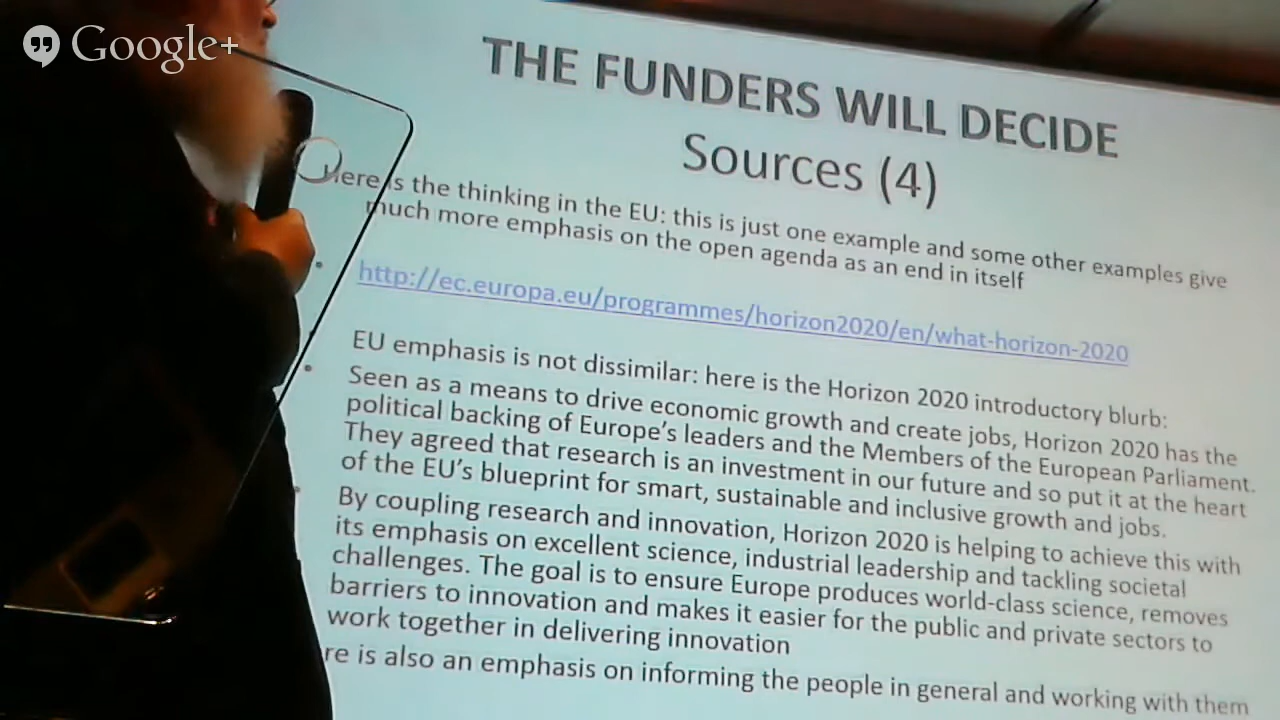 Google+
THE FUNDERS WILL DECIDE
Sources (4)
Here is the thinking in the EU: this is just one example and some other examples give
much more emphasis on the open agenda as an end in itself
http://ec.europa.eu/programmes/horizon2020/en/what-horizon-2020
EU emphasis is not dissimilar: here is the Horizon 2020 introductory blurb:
Seen as a means to drive economic growth and create jobs, Horizon 2020 has the
political backing of Europe's leaders and the Members of the European Parliament.
They agreed that research is an investment in our future and so put it at the heart
of the EU's blueprint for smart, sustainable and inclusive growth and jobs.
By coupling research and innovation, Horizon 2020 is helping to achieve this with
its emphasis on excellent science, industrial leadership and tackling societal
challenges. The goal is to ensure Europe produces world-class science, removes
barriers to innovation and makes it easier for the public and private sectors to
work together in delivering innovation
re is also an emphasis on informing the people in general and working with them